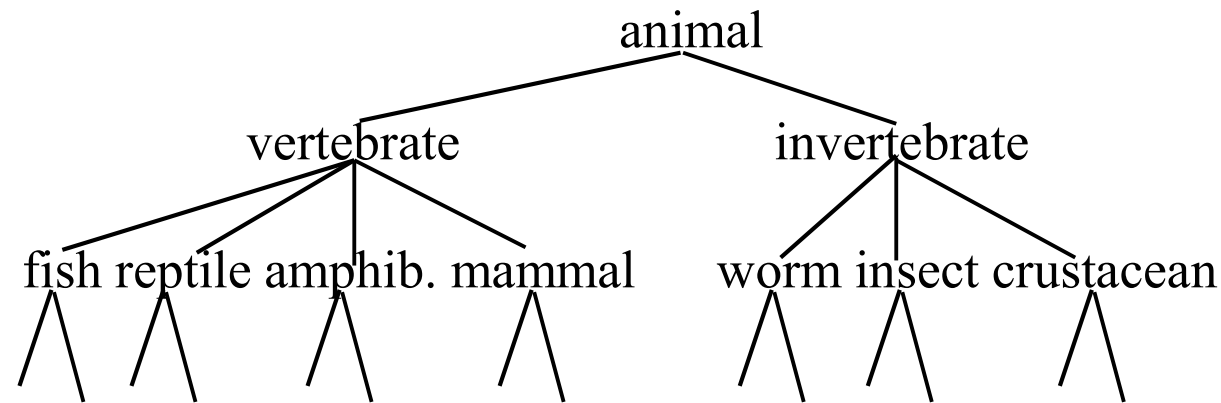 animal
vertebrate invertebrate
fish reptile amphib. mammal worm insect crustacean